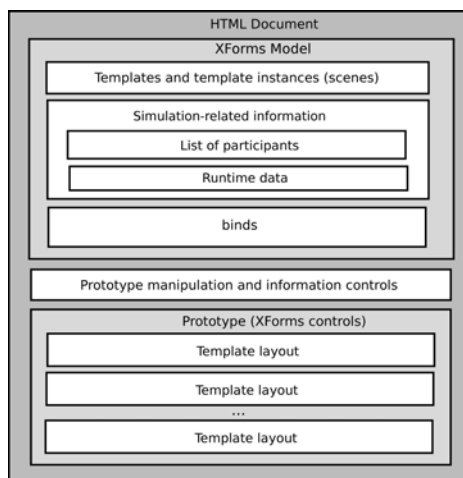 HTML Document
XForms Model
Templates and template instances (scenes)
Simulation-related information
List of participants
Runtime data
binds
Prototype manipulation and information controls
Prototype (XForms controls)
Template layout
Template layout
...
Template layout